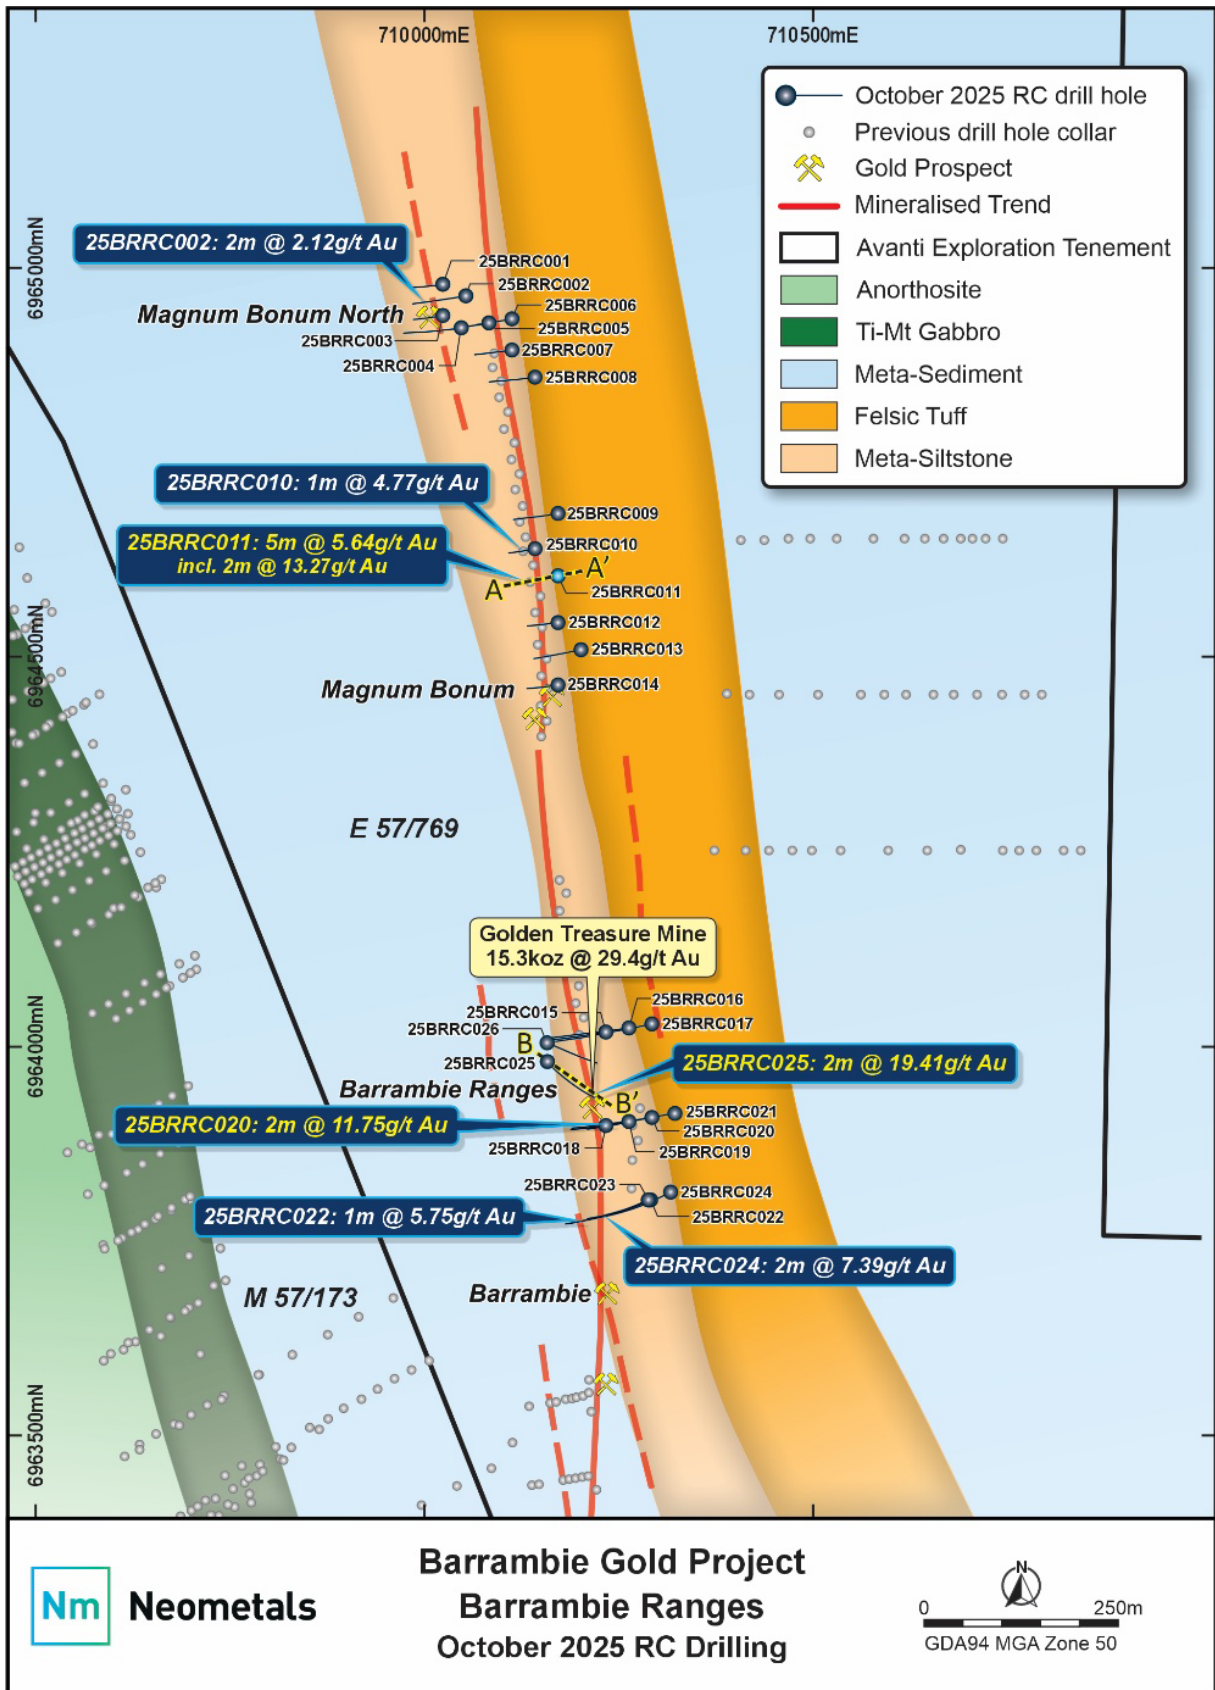 710000mE
710500mE
October 2025 RC drill hole
Previous drill hole collar
Gold Prospect
Mineralised Trend
Avanti Exploration Tenement
Anorthosite
Ti-Mt Gabbro
Meta-Sediment
Felsic Tuff
Meta-Siltstone
6965000mN
25BRRC002: 2m @ 2.12g/t Au
25BRRC001
25BRRC002
Magnum Bonum North
25BRRC006
25BRRC005
25BRRC003
25BRRC007
25BRRC004
25BRRC008
25BRRC010: 1m @ 4.77g/t Au
25BRRC009
25BRRC011: 5m @ 5.64g/t Au
incl. 2m @ 13.27g/t Au
25BRRC010
A
A'
25BRRC011
25BRRC012
6964500mN
25BRRC013
25BRRC014
Magnum Bonum
E 57/769
Golden Treasure Mine
15.3koz @ 29.4g/t Au
25BRRC016
25BRRC015
25BRRC017
25BRRC026
6964000mN
B
25BRRC025
25BRRC025: 2m @ 19.41g/t Au
Barrambie Ranges
B'
25BRRC020: 2m @ 11.75g/t Au
25BRRC021
25BRRC020
25BRRC018
25BRRC019
25BRRC023
25BRRC024
25BRRC022: 1m @ 5.75g/t Au
25BRRC022
25BRRC024: 2m @ 7.39g/t Au
M 57/173
Barrambie
6963500mN
Nm Neometals
Barrambie Gold Project
Barrambie Ranges
October 2025 RC Drilling
N
0 250m
GDA94 MGA Zone 50